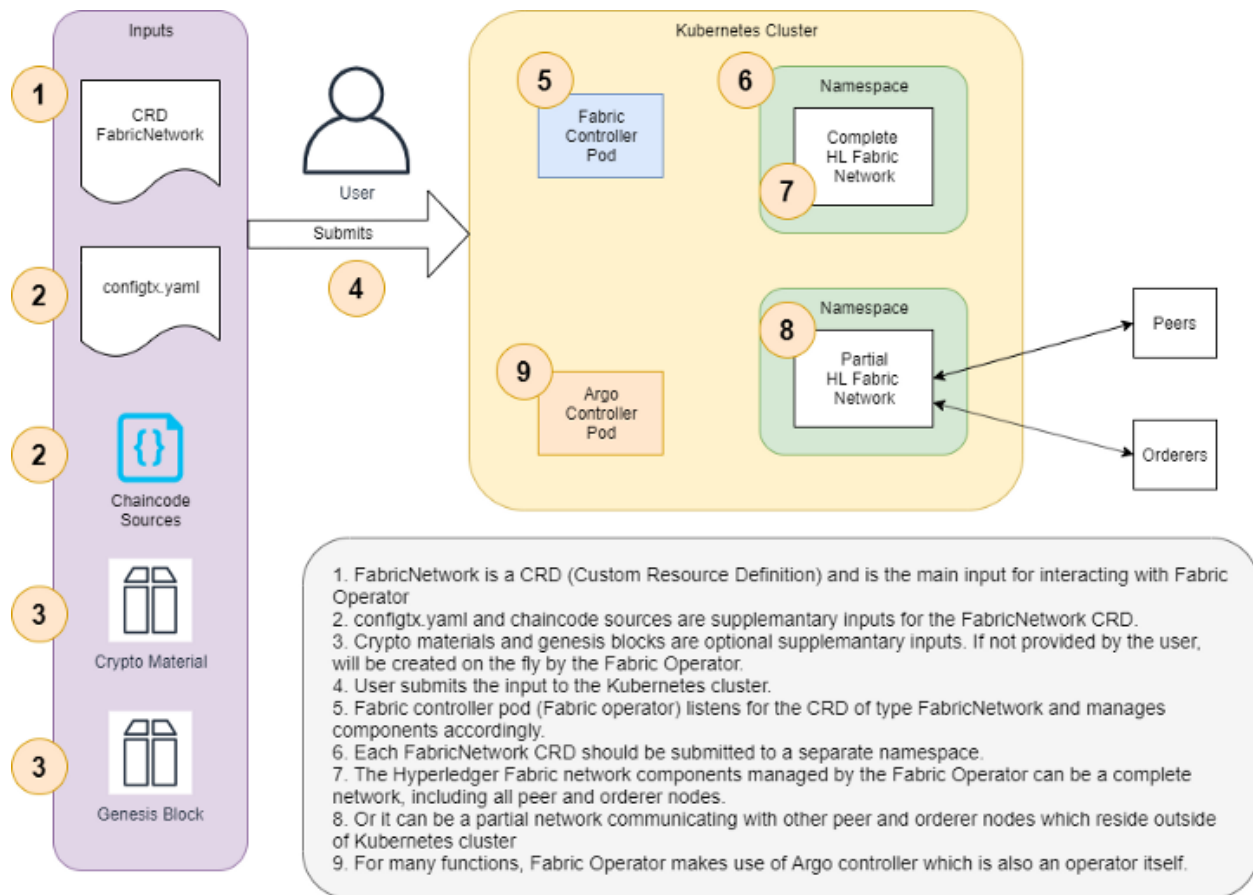 Inputs
1
CRD
FabricNetwork
2
configtx.yaml
2
Chaincode
Sources
3
Crypto Material
3
Genesis Block
User
Submits
4
Kubernetes Cluster
5
Fabric
Controller
Pod
6
Namespace
Complete
HL Fabric
Network
7
Namespace
8
Partial
HL Fabric
Network
9
Argo
Controller
Pod
Peers
Orderers
1. FabricNetwork is a CRD (Custom Resource Definition) and is the main input for interacting with Fabric
Operator
2. configtx.yaml and chaincode sources are supplemantary inputs for the FabricNetwork CRD.
3. Crypto materials and genesis blocks are optional supplemantary inputs. If not provided by the user,
will be created on the fly by the Fabric Operator.
4. User submits the input to the Kubernetes cluster.
5. Fabric controller pod (Fabric operator) listens for the CRD of type FabricNetwork and manages
components accordingly.
6. Each FabricNetwork CRD should be submitted to a separate namespace.
7. The Hyperledger Fabric network components managed by the Fabric Operator can be a complete
network, including all peer and orderer nodes.
8. Or it can be a partial network communicating with other peer and orderer nodes which reside outside
of Kubernetes cluster
9. For many functions, Fabric Operator makes use of Argo controller which is also an operator itself.